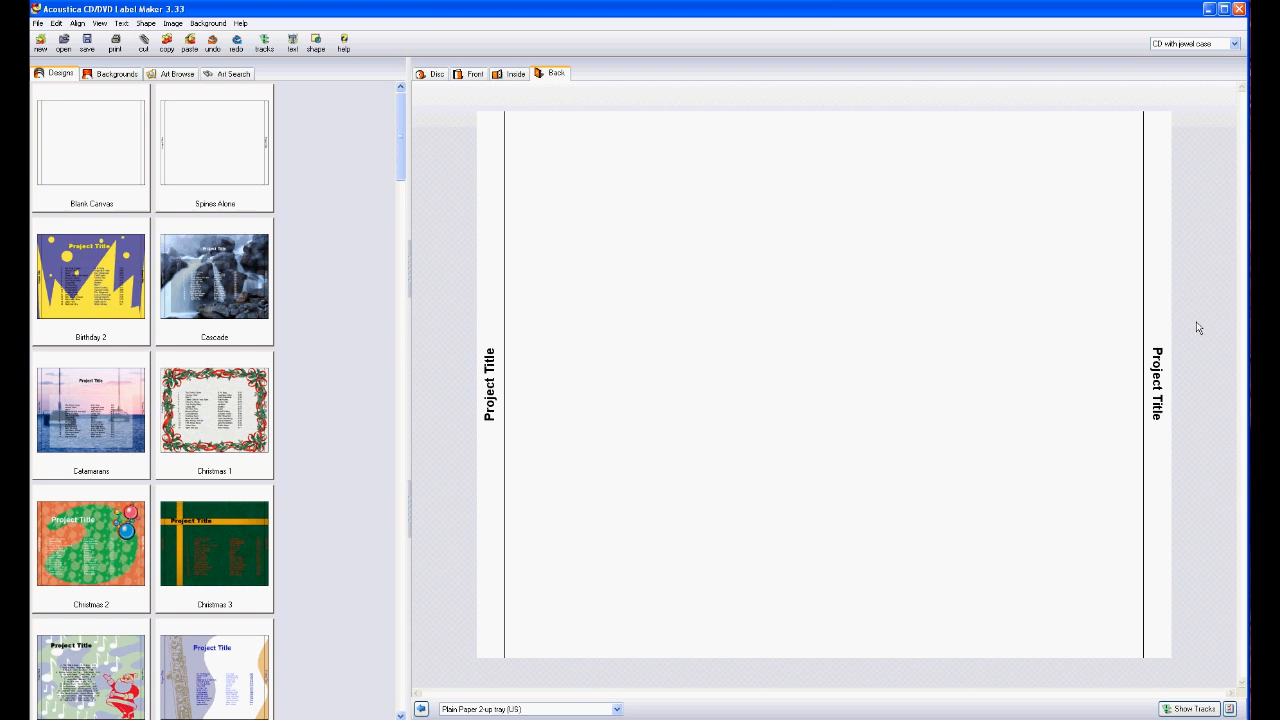 Acoustica CD/DVD Label Maker 3.33
File Edit Align View Text Shape Image Background Help
new open save print cut copy paste undo redo tracks text shape help
CD with jewel case
Designs Backgrounds Art Browse Art Search
Disc Front Inside Back
Blank Canvas Spines Alone
Project Title
Project Title
Birthday 2 Cascade
Project Title
Catamarans Christmas 1
Project Title
Project Title
Christmas 2 Christmas 3
Project Title
Project Title
Project Title
Project Title
Plain Paper 2-up tray (US)
Show Tracks